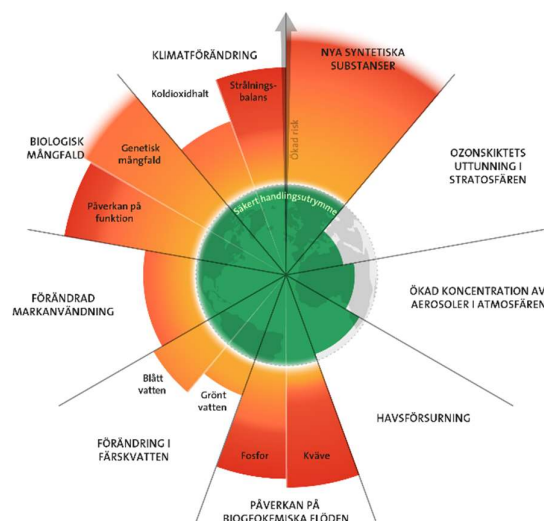 KLIMATFÖRÄNDRING
NYA SYNTETISKA
SUBSTANSER
Koldioxidhalt
Strålnings-
balans
Ökad risk
BIOLOGISK
MÅNGFALD
Genetisk
mångfald
OZONSKIKTETS
UTTUNNING I
STRATOSFÄREN
Påverkan på
funktion
Säkert handlingsutrymme
FÖRÄNDRAD
MARKANVÄNDNING
ÖKAD KONCENTRATION AV
AEROSOLER I ATMOSFÄREN
Blått
vatten
Grönt
vatten
HAVSFÖRSURNING
FÖRÄNDRING I
FÄRSKVATTEN
Fosfor
Kväve
PÅVERKAN PÅ
BIOGEOKEMISKA FLÖDEN